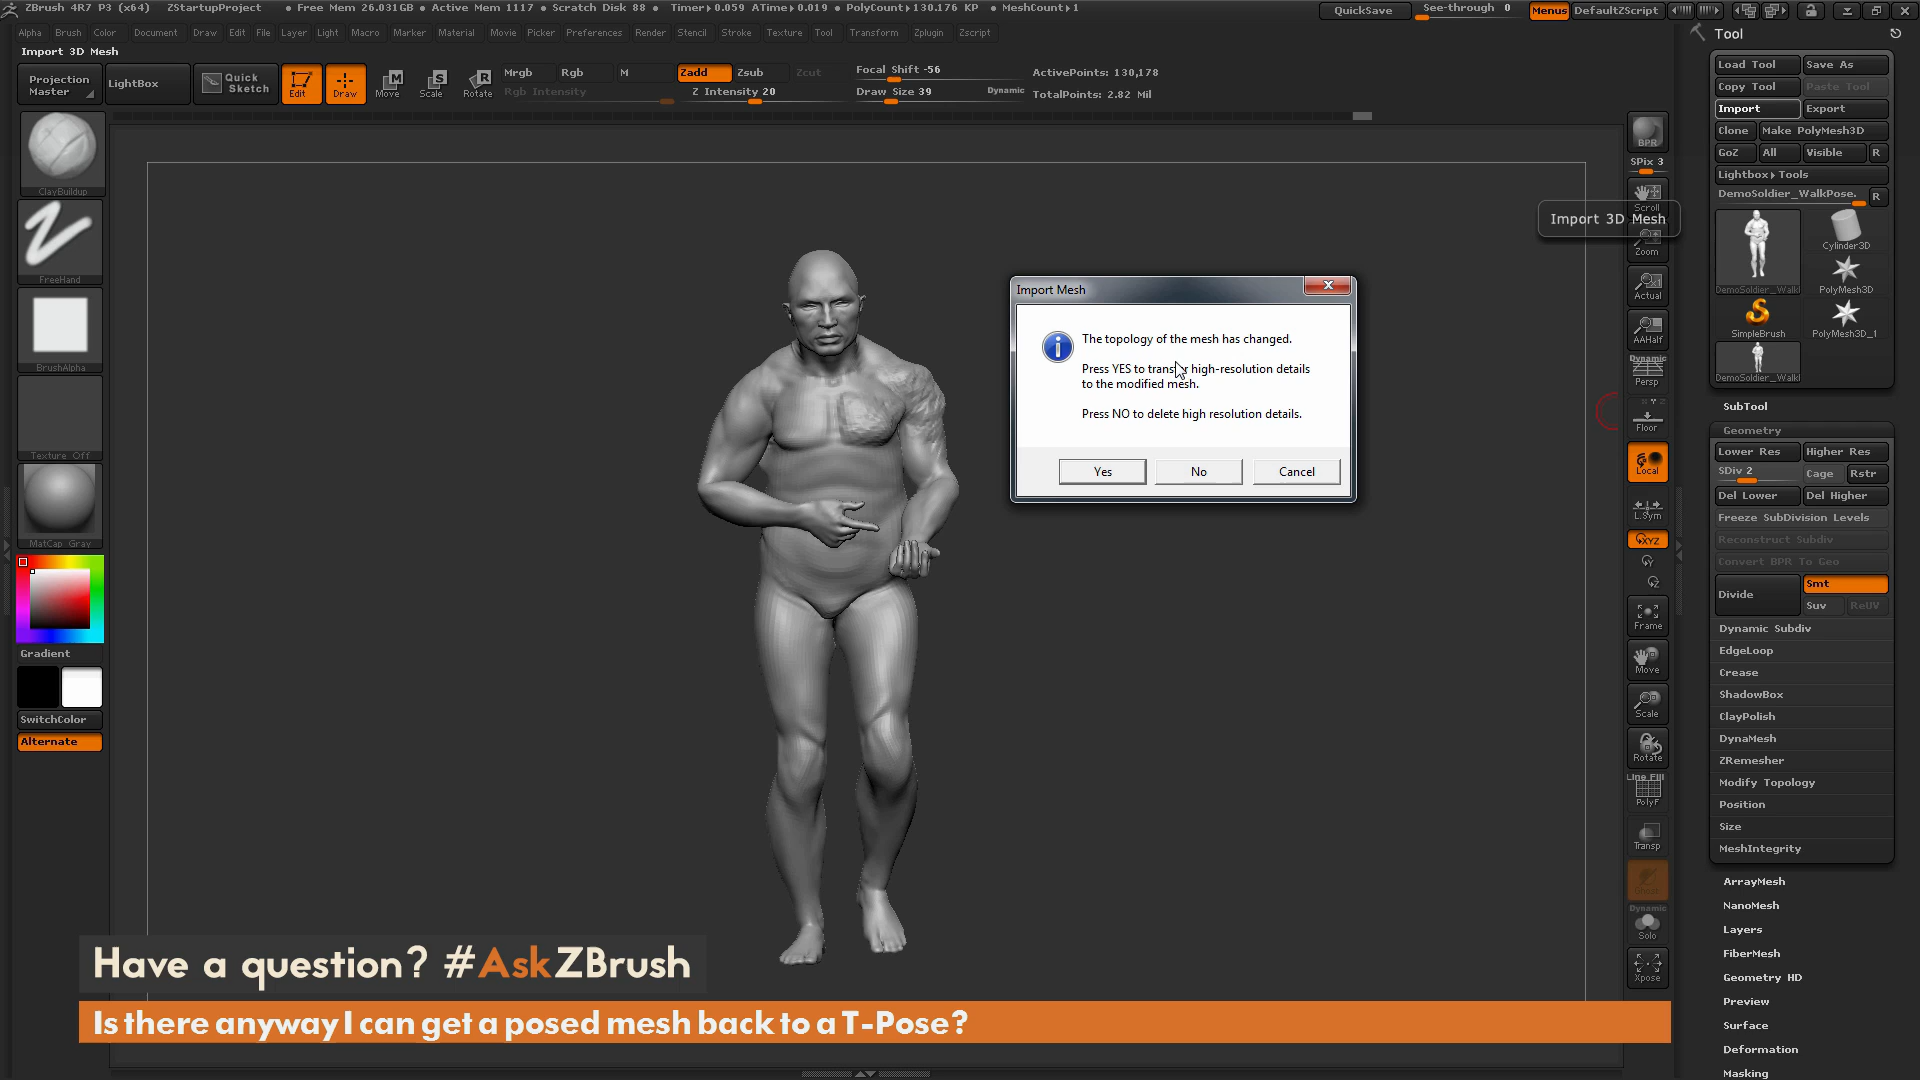 ZBrush 4R7 P3 (x64) ZStartupProject • Free Mem 26.031GB • Active Mem 1117 • Scratch Disk 88 • Timer▸0.059 ATime▸0.019 • PolyCount▸130.176 KP • MeshCount▸1 QuickSave See-through 0 Menus DefaultZScript
Alpha Brush Color Document Draw Edit File Layer Light Macro Marker Material Movie Picker Preferences Render Stencil Stroke Texture Tool Transform Zplugin Zscript
Import 3D Mesh
Projection Master
LightBox
Quick Sketch
Edit
Draw
Move
Scale
Rotate
Mrgb Rgb M
Rgb Intensity
Zadd Zsub Zcut
Z Intensity 20
Focal Shift -56
Draw Size 39 Dynamic
ActivePoints: 130,178
TotalPoints: 2.82 Mil
ClayBuildup
FreeHand
BrushAlpha
Texture Off
MatCap Gray
Gradient
SwitchColor
Alternate
Import Mesh
The topology of the mesh has changed.
Press YES to transfer high-resolution details
to the modified mesh.
Press NO to delete high resolution details.
Yes No Cancel
Import 3D Mesh
BPR
SPix 3
Scroll
Zoom
Actual
AAHalf
Dynamic
Persp
Floor
Local
L.Sym
XYZ
Y
Z
Frame
Move
Scale
Rotate
Line Fill
PolyF
Transp
Ghost
Dynamic
Solo
Xpose
Tool
Load Tool Save As
Copy Tool Paste Tool
Import Export
Clone Make PolyMesh3D
GoZ All Visible R
Lightbox▸Tools
DemoSoldier_WalkPose. R
Cylinder3D
DemoSoldier_Walk PolyMesh3D
SimpleBrush PolyMesh3D_1
DemoSoldier_Walk
SubTool
Geometry
Lower Res Higher Res
SDiv 2 Cage Rstr
Del Lower Del Higher
Freeze SubDivision Levels
Reconstruct Subdiv
Convert BPR To Geo
Divide Smt
Suv ReUV
Dynamic Subdiv
EdgeLoop
Crease
ShadowBox
ClayPolish
DynaMesh
ZRemesher
Modify Topology
Position
Size
MeshIntegrity
ArrayMesh
NanoMesh
Layers
FiberMesh
Geometry HD
Preview
Surface
Deformation
Masking
Have a question? #AskZBrush
Is there anyway I can get a posed mesh back to a T-Pose?